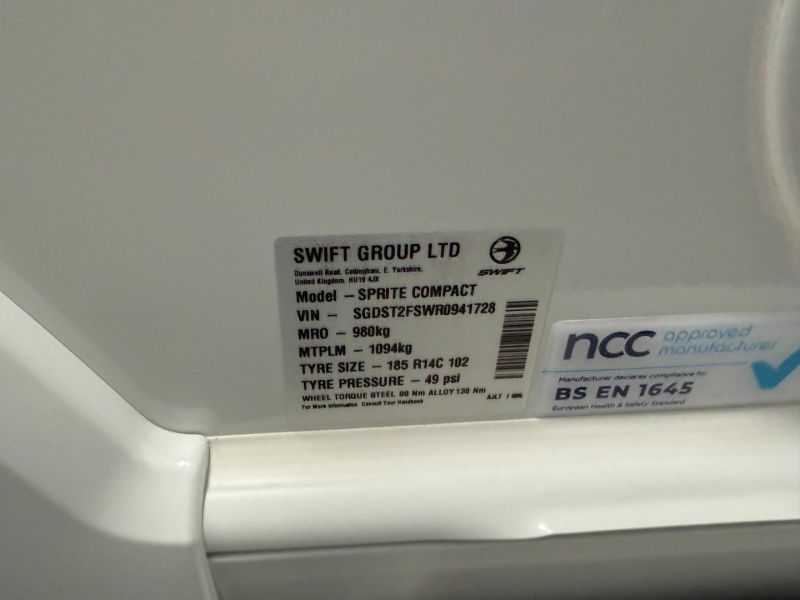 SWIFT GROUP LTD
SWIFT
Dunswell Road, Cottingham, E. Yorkshire,
United Kingdom. HU16 4JX
Model – SPRITE COMPACT
VIN – SGDST2FSWR0941728
MRO – 980kg
MTPLM – 1094kg
TYRE SIZE – 185 R14C 102
TYRE PRESSURE – 49 psi
WHEEL TORQUE STEEL 88 Nm ALLOY 130 Nm
For More Information Consult Your Handbook
AJLT / 006
ncc approved manufacturer
Manufacturer declares compliance to:
BS EN 1645
European Health & Safety Standard